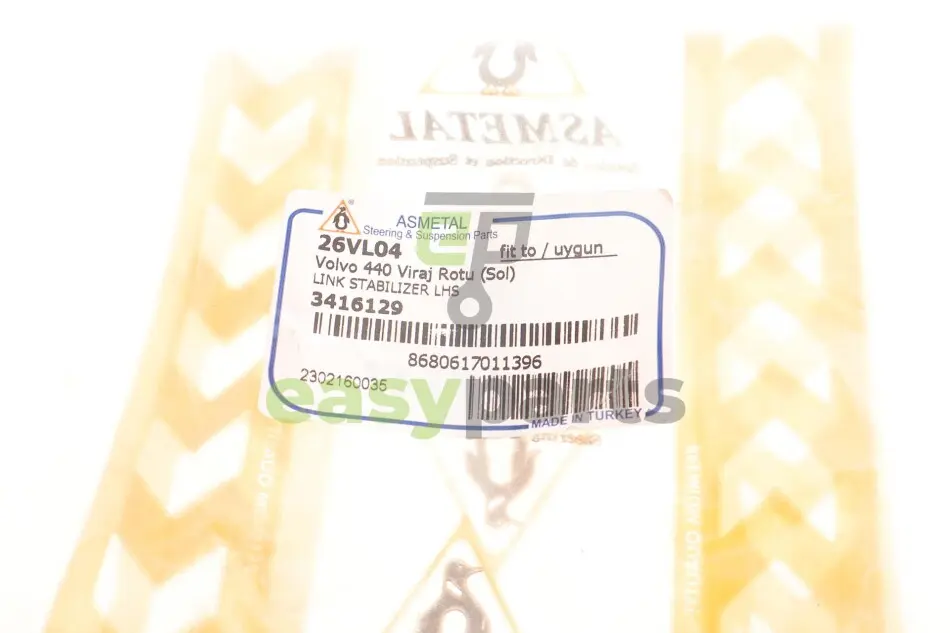 ASMETAL
ASMETAL
Steering & Suspension Parts
26VL04
fit to / uygun
Volvo 440 Viraj Rotu (Sol)
LINK STABILIZER LHS
3416129
8680617011396
2302160035
easyparts
MADE IN TURKEY